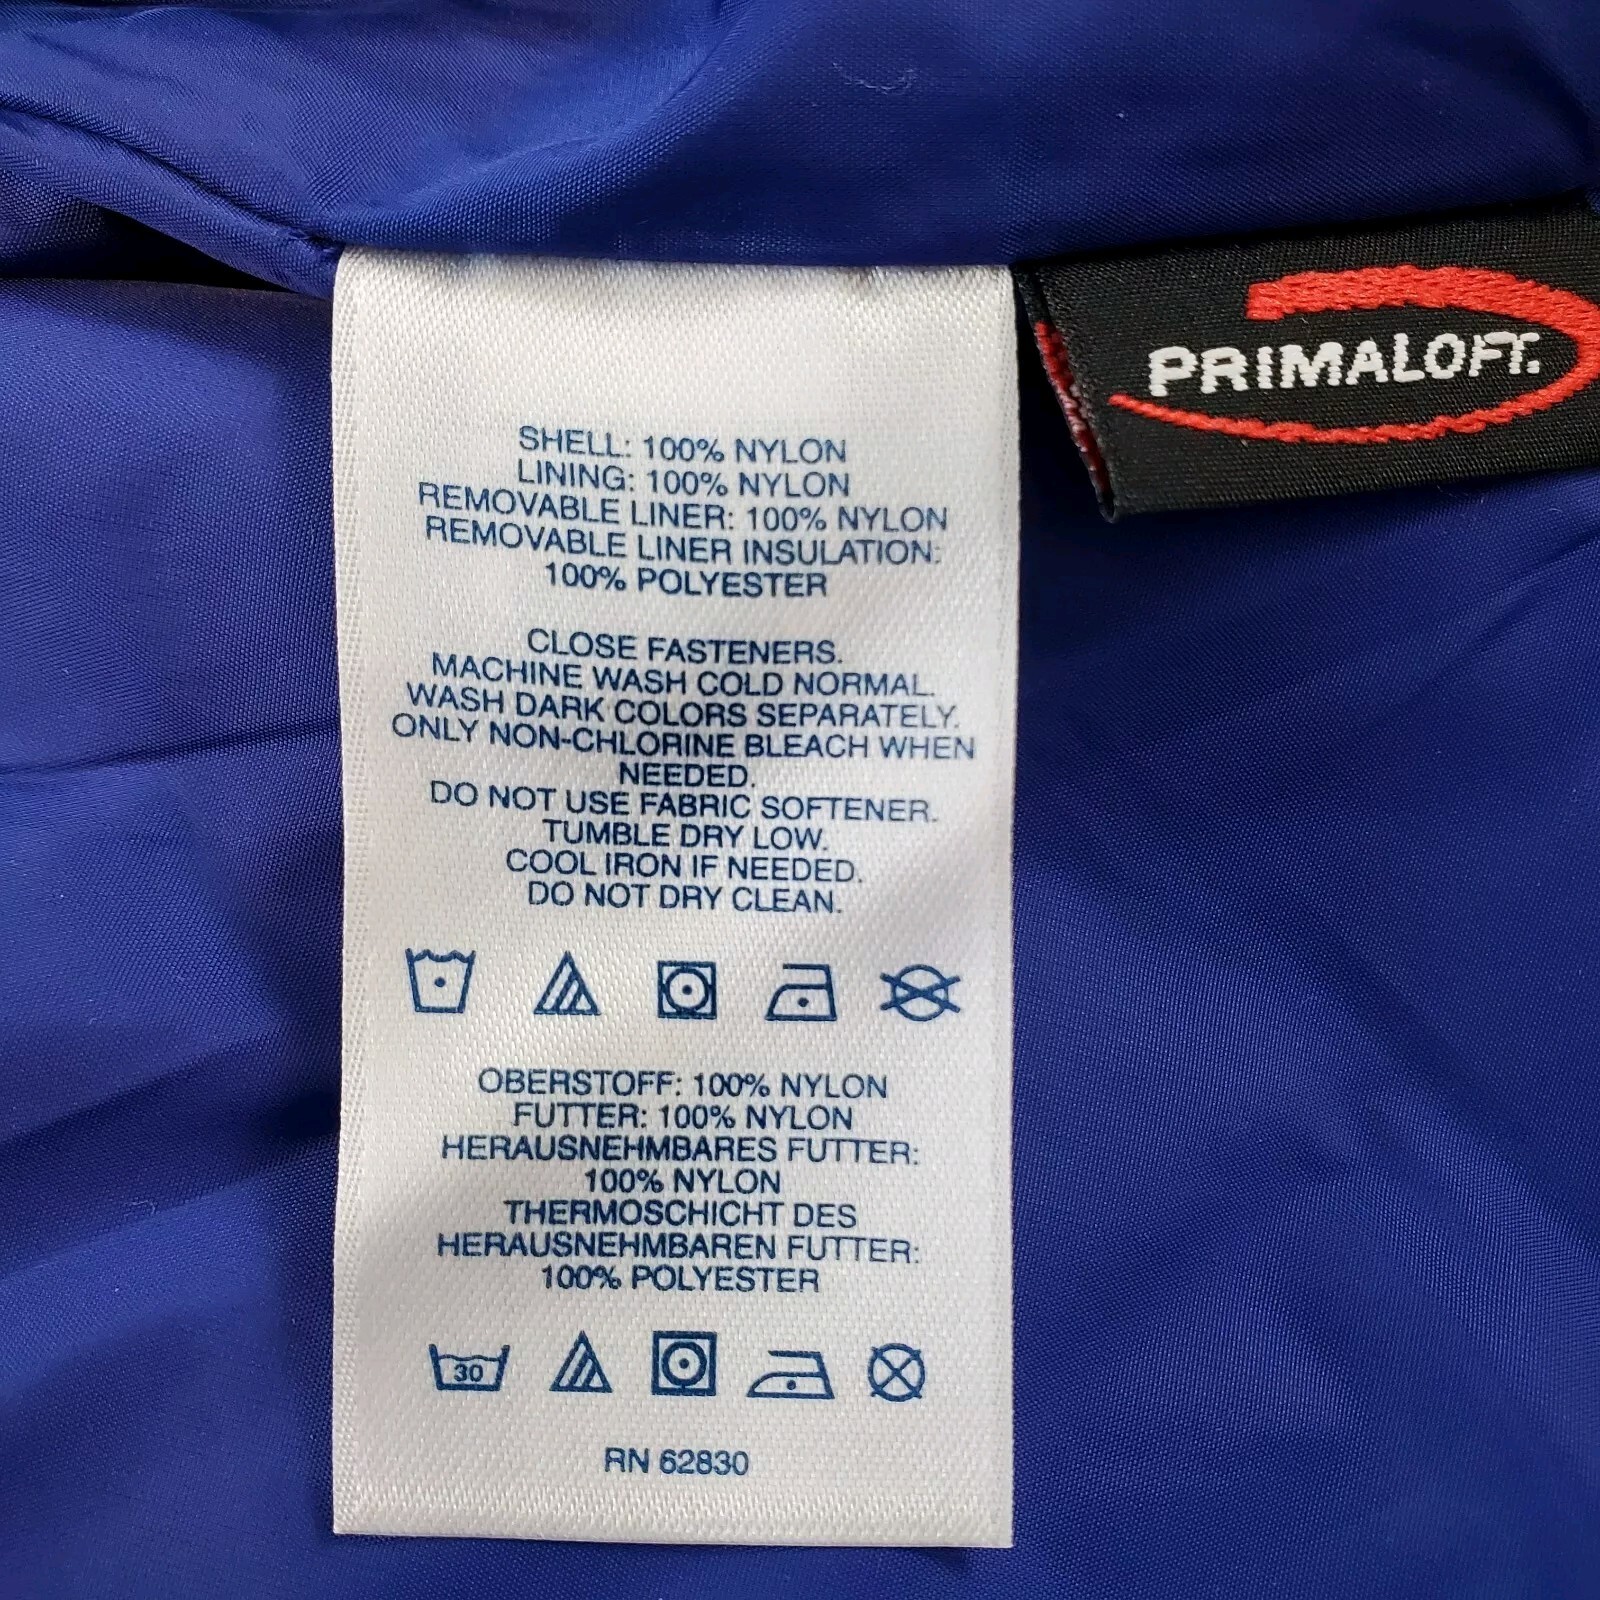 PRIMALOFT.
SHELL: 100% NYLON
LINING: 100% NYLON
REMOVABLE LINER: 100% NYLON
REMOVABLE LINER INSULATION:
100% POLYESTER
CLOSE FASTENERS.
MACHINE WASH COLD NORMAL.
WASH DARK COLORS SEPARATELY.
ONLY NON-CHLORINE BLEACH WHEN
NEEDED.
DO NOT USE FABRIC SOFTENER.
TUMBLE DRY LOW.
COOL IRON IF NEEDED.
DO NOT DRY CLEAN.
OBERSTOFF: 100% NYLON
FUTTER: 100% NYLON
HERAUSNEHMBARES FUTTER:
100% NYLON
THERMOSCHICHT DES
HERAUSNEHMBAREN FUTTER:
100% POLYESTER
30
RN 62830